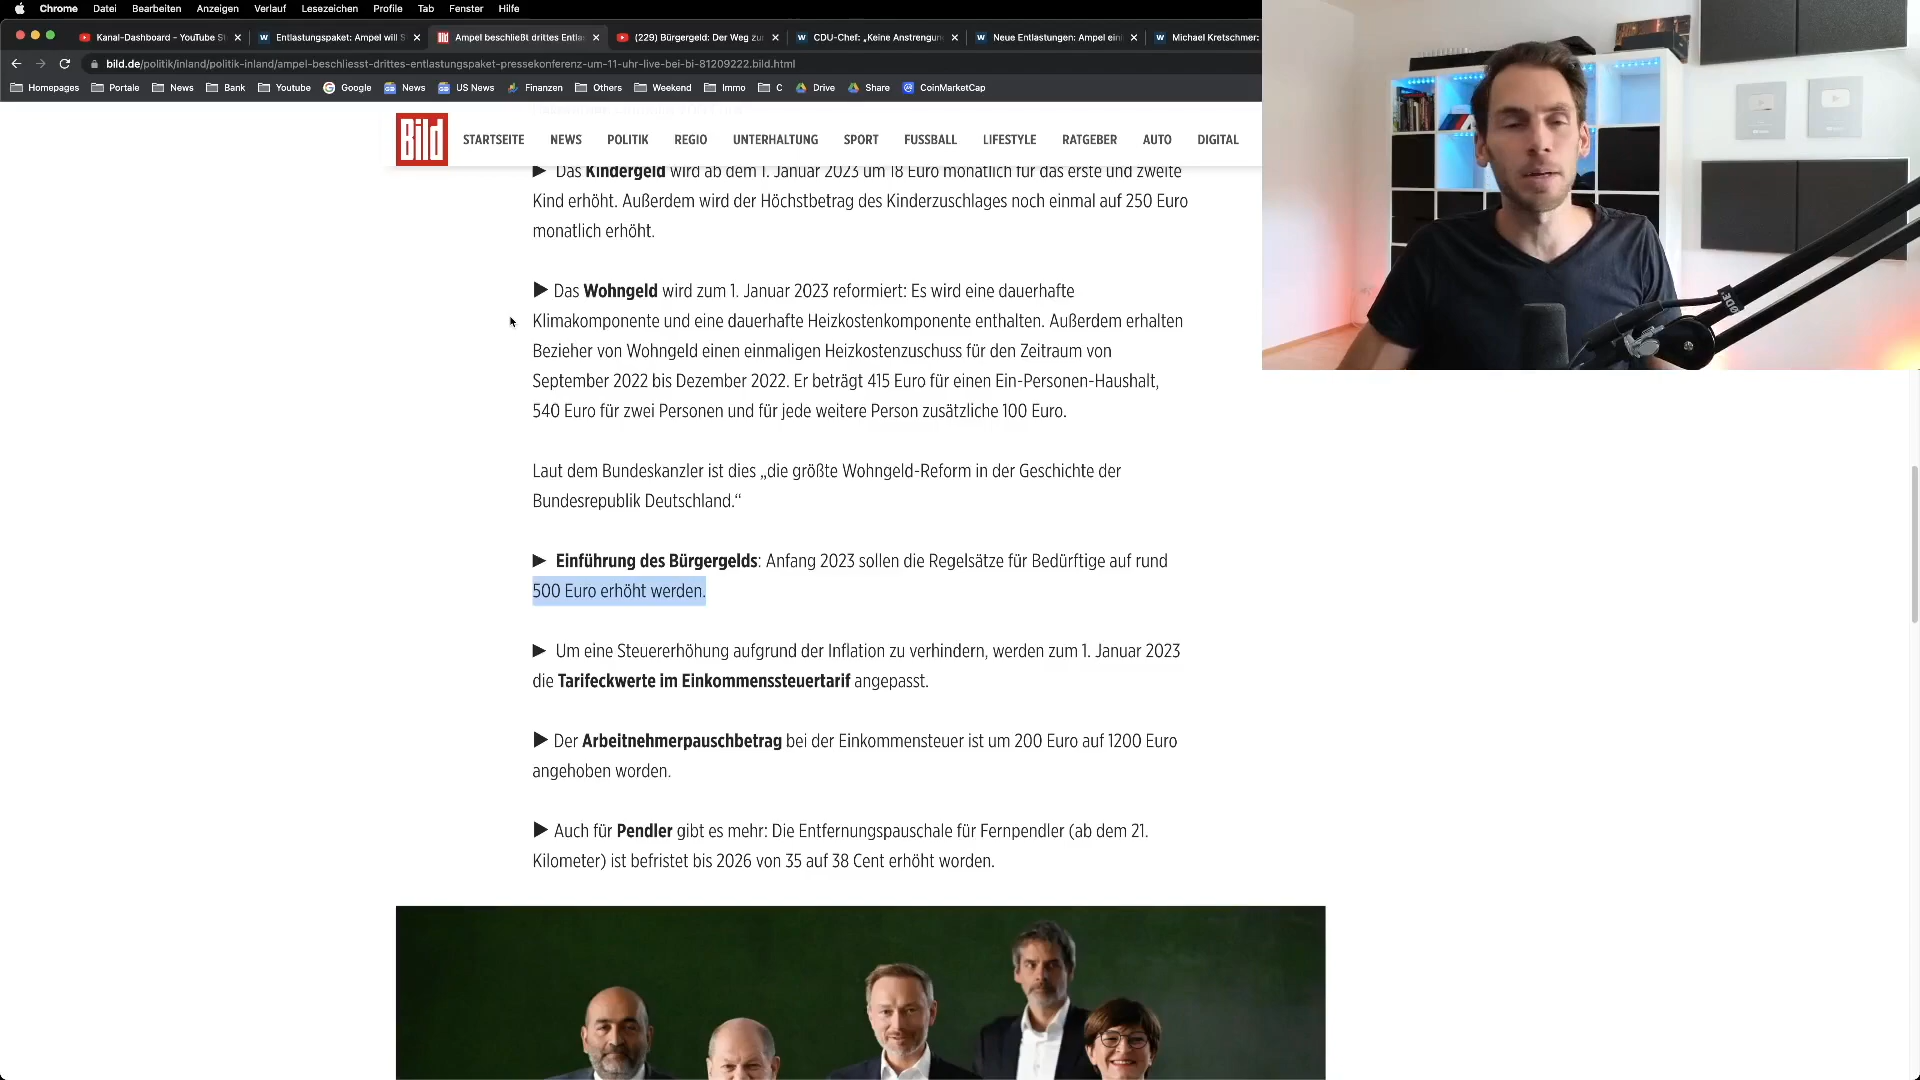 Chrome Datei Bearbeiten Anzeigen Verlauf Lesezeichen Profile Tab Fenster Hilfe
Kanal-Dashboard - YouTube St Entlastungspaket: Ampel will S Ampel beschließt drittes Entla (229) Bürgergeld: Der Weg zu CDU-Chef: „Keine Anstrengun Neue Entlastungen: Ampel ein Michael Kretschmer:
bild.de/politik/inland/politik-inland/ampel-beschliesst-drittes-entlastungspaket-pressekonferenz-um-11-uhr-live-bei-bi-81209222.bild.html
Homepages Portale News Bank Youtube Google News US News Finanzen Others Weekend Immo C Drive Share CoinMarketCap
Bild STARTSEITE NEWS POLITIK REGIO UNTERHALTUNG SPORT FUSSBALL LIFESTYLE RATGEBER AUTO DIGITAL
▶ Das Kindergeld wird ab dem 1. Januar 2023 um 18 Euro monatlich für das erste und zweite
Kind erhöht. Außerdem wird der Höchstbetrag des Kinderzuschlages noch einmal auf 250 Euro
monatlich erhöht.
▶ Das Wohngeld wird zum 1. Januar 2023 reformiert: Es wird eine dauerhafte
Klimakomponente und eine dauerhafte Heizkostenkomponente enthalten. Außerdem erhalten
Bezieher von Wohngeld einen einmaligen Heizkostenzuschuss für den Zeitraum von
September 2022 bis Dezember 2022. Er beträgt 415 Euro für einen Ein-Personen-Haushalt,
540 Euro für zwei Personen und für jede weitere Person zusätzliche 100 Euro.
Laut dem Bundeskanzler ist dies „die größte Wohngeld-Reform in der Geschichte der
Bundesrepublik Deutschland.“
▶ Einführung des Bürgergelds: Anfang 2023 sollen die Regelsätze für Bedürftige auf rund
500 Euro erhöht werden.
▶ Um eine Steuererhöhung aufgrund der Inflation zu verhindern, werden zum 1. Januar 2023
die Tarifeckwerte im Einkommenssteuertarif angepasst.
▶ Der Arbeitnehmerpauschbetrag bei der Einkommensteuer ist um 200 Euro auf 1200 Euro
angehoben worden.
▶ Auch für Pendler gibt es mehr: Die Entfernungspauschale für Fernpendler (ab dem 21.
Kilometer) ist befristet bis 2026 von 35 auf 38 Cent erhöht worden.